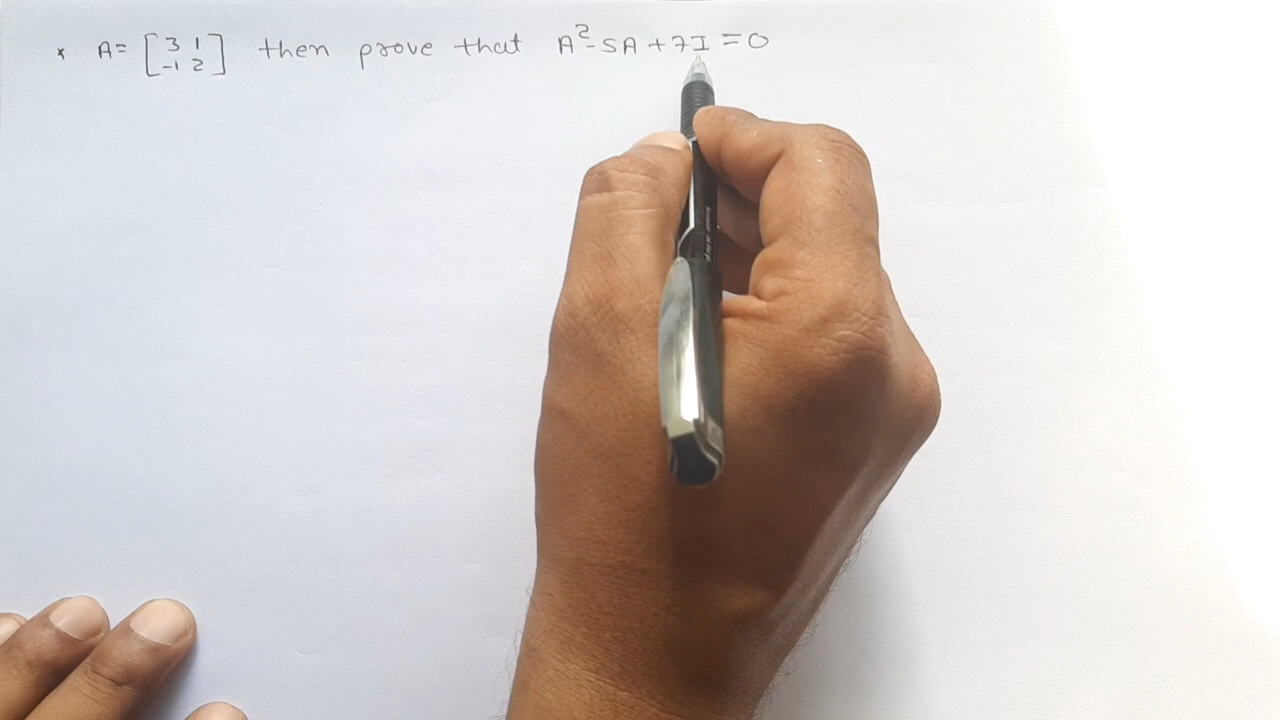 * A= [3 1 -1 2] then prove that A²-5A+7I=0